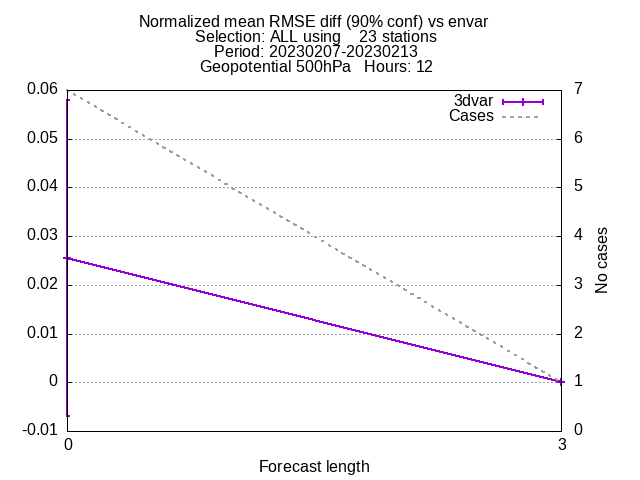 Normalized mean RMSE diff (90% conf) vs envar
Selection: ALL using    23 stations
Period: 20230207-20230213
Geopotential 500hPa   Hours: 12
3dvar
Cases
0.06
0.05
0.04
0.03
0.02
0.01
0
-0.01
7
6
5
4
3
2
1
0
No cases
0
3
Forecast length